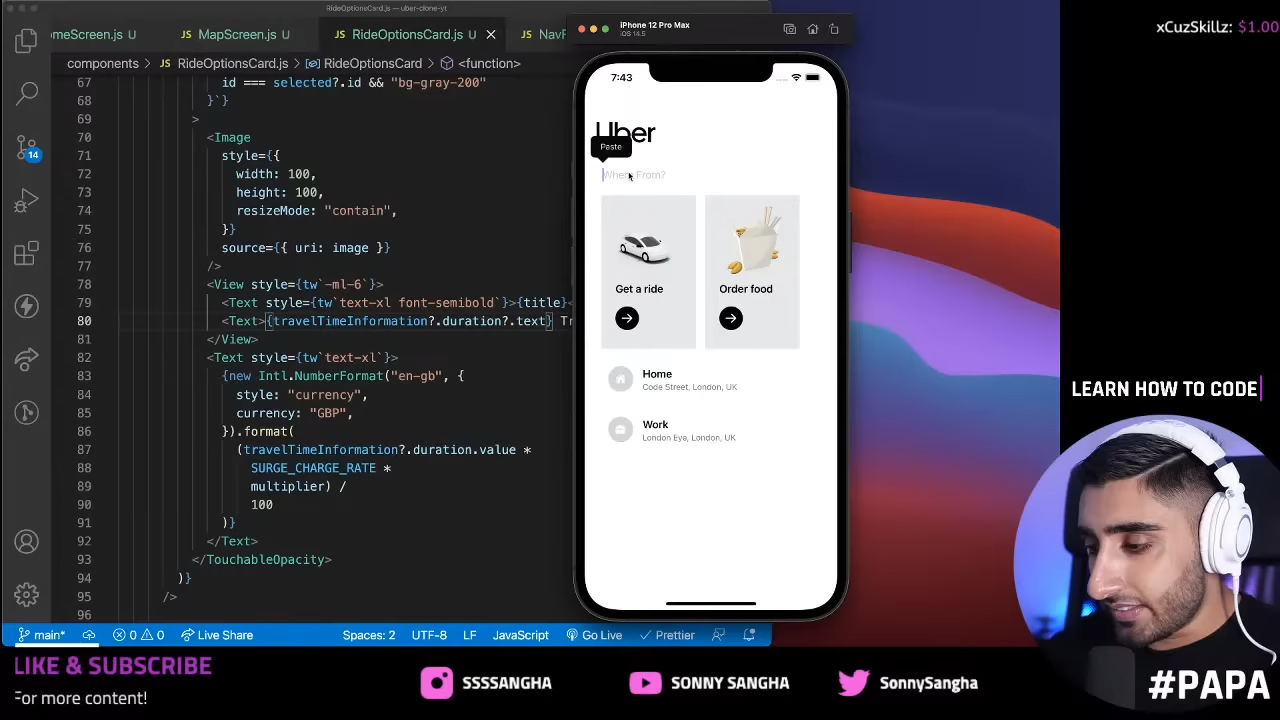 RideOptionsCard.js — uber-clone-yt
omeScreen.js U
JS MapScreen.js U
JS RideOptionsCard.js U
JS
components > JS RideOptionsCard.js > RideOptionsCard > <function>
67 id === selected?.id && "bg-gray-200"
68 }`}
69 >
70 <Image
71 style={{
72 width: 100,
73 height: 100,
74 resizeMode: "contain",
75 }}
76 source={{ uri: image }}
77 />
78 <View style={tw`-ml-6`}>
79 <Text style={tw`text-xl font-semibold`}>{title}<
80 <Text>{travelTimeInformation?.duration?.text} Tr
81 </View>
82 <Text style={tw`text-xl`}>
83 {new Intl.NumberFormat("en-gb", {
84 style: "currency",
85 currency: "GBP",
86 }).format(
87 (travelTimeInformation?.duration.value *
88 SURGE_CHARGE_RATE *
89 multiplier) /
90 100
91 )}
92 </Text>
93 </TouchableOpacity>
94 )}
95 />
96
14
main* 0 0 Live Share Spaces: 2 UTF-8 LF JavaScript Go Live Prettier
iPhone 12 Pro Max
iOS 14.5
7:43
Uber
Paste
Where From?
Get a ride
Order food
Home
Code Street, London, UK
Work
London Eye, London, UK
xCuzSkillz: $1.00
LEARN HOW TO CODE
LIKE & SUBSCRIBE
For more content!
SSSSANGHA
SONNY SANGHA
SonnySangha
#PAPA